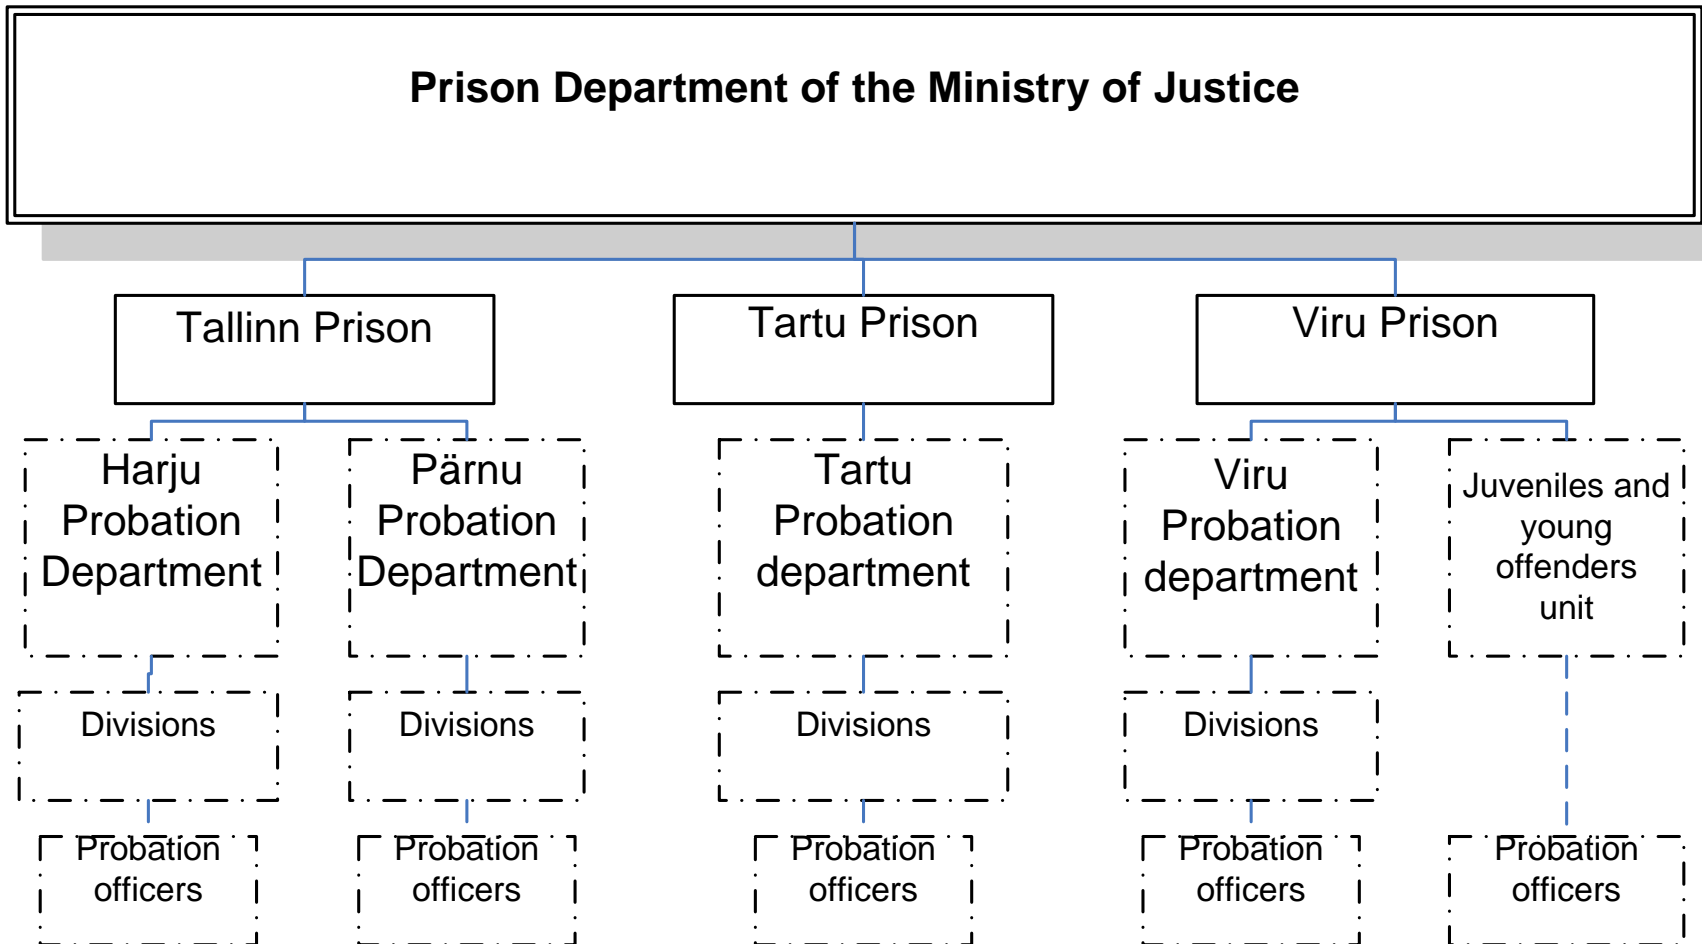 Prison Department of the Ministry of Justice
Tallinn Prison
Tartu Prison
Viru Prison
Harju
Probation
Department
Pärnu
Probation
Department
Tartu
Probation
department
Viru
Probation
department
Juveniles and
young
offenders
unit
Divisions
Divisions
Divisions
Divisions
Probation
officers
Probation
officers
Probation
officers
Probation
officers
Probation
officers